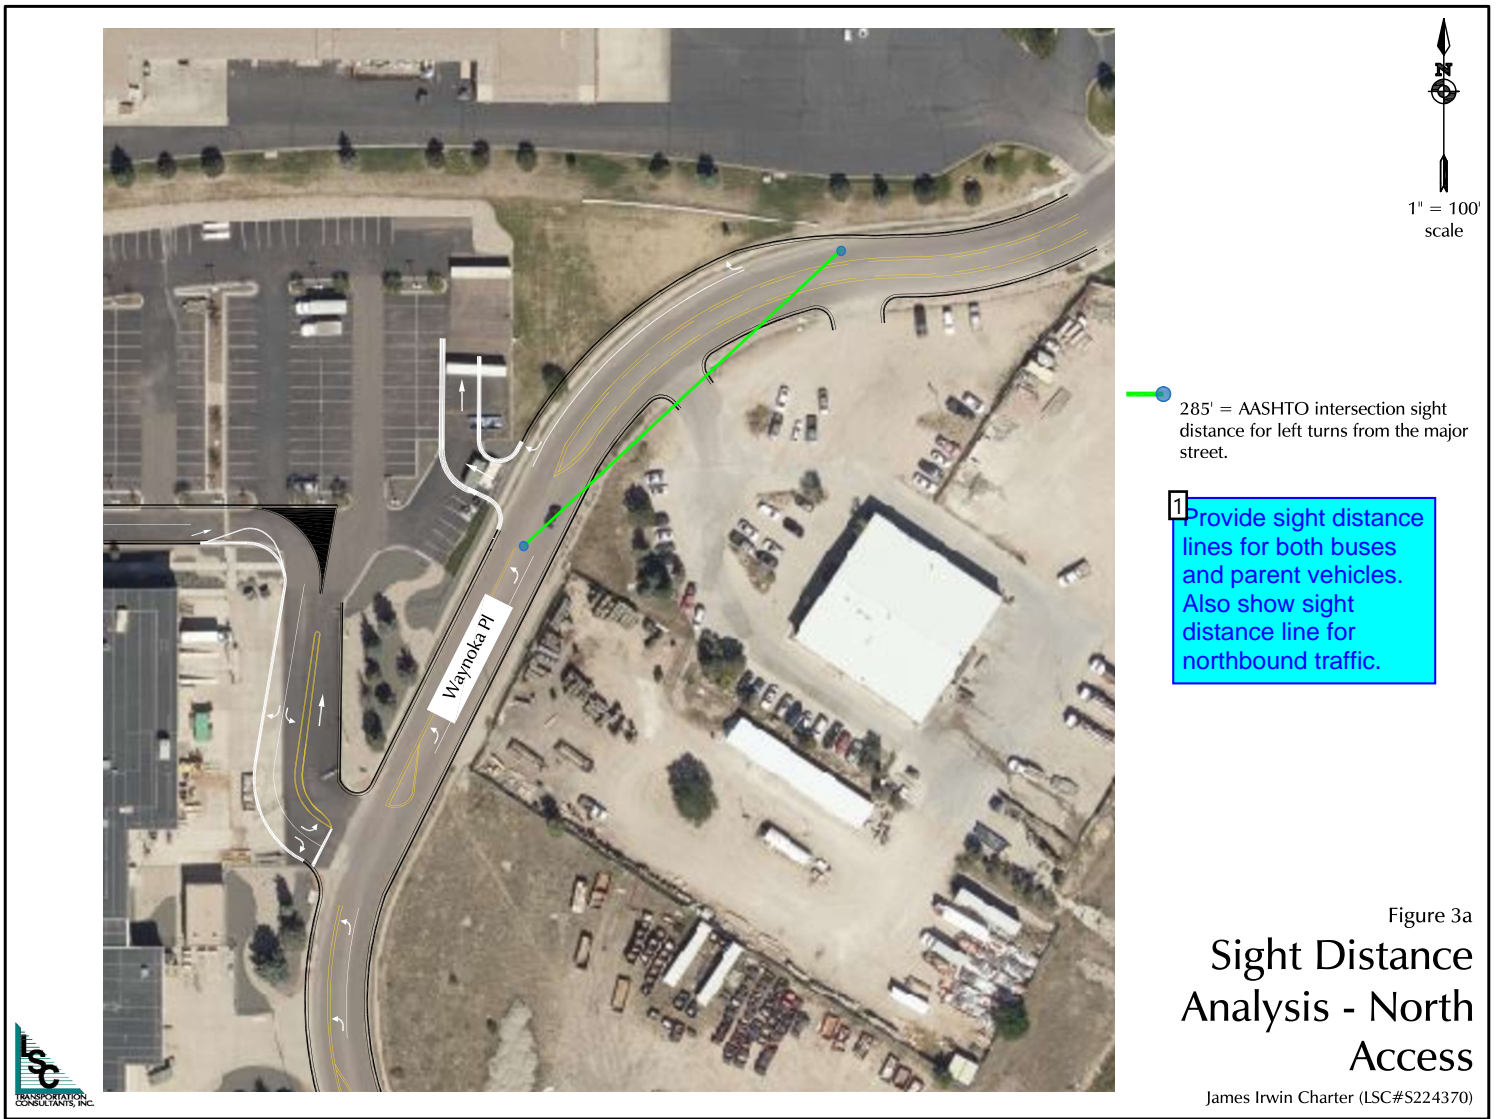 N
1" = 100'
scale
285' = AASHTO intersection sight
distance for left turns from the major
street.
1
Provide sight distance
lines for both buses
and parent vehicles.
Also show sight
distance line for
northbound traffic.
Waynoka Pl
Figure 3a
Sight Distance
Analysis - North
Access
James Irwin Charter (LSC#S224370)
LSC
TRANSPORTATION
CONSULTANTS, INC.